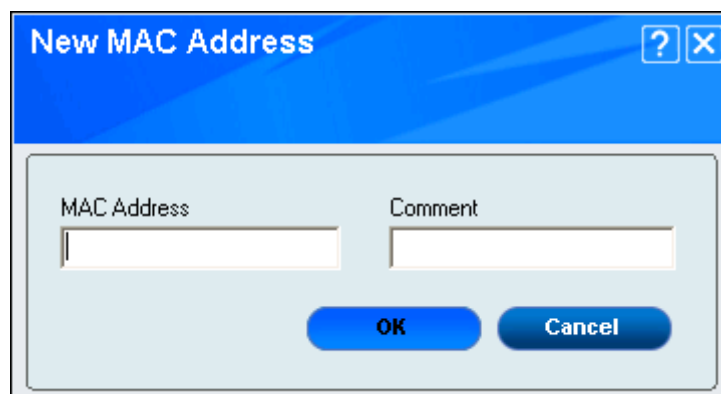 New MAC Address
?
X
MAC Address Comment
OK Cancel